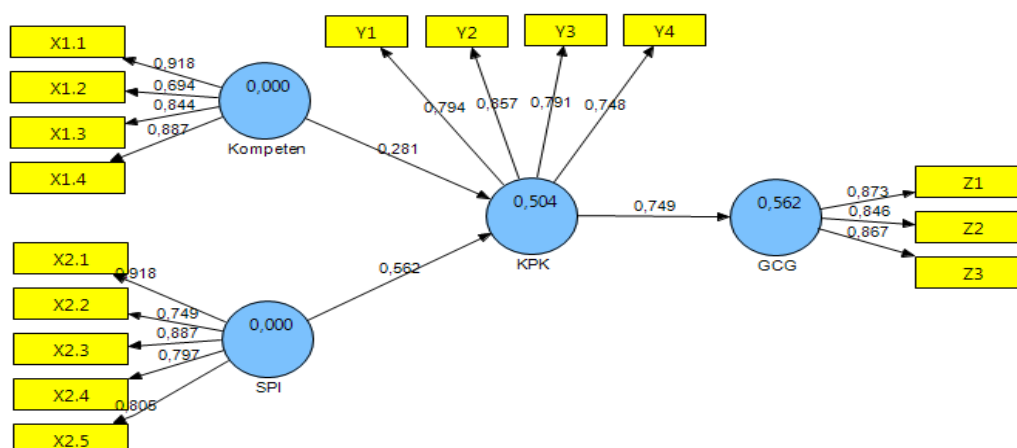 X1.1
X1.2
X1.3
X1.4
0,918
0,694
0,844
0,887
0,000
Kompeten
Y1
Y2
Y3
Y4
0,794
0,857
0,791
0,748
0,281
0,504
KPK
0,749
0,562
GCG
0,873
0,846
0,867
Z1
Z2
Z3
X2.1
X2.2
X2.3
X2.4
X2.5
0,918
0,749
0,887
0,797
0,805
0,000
SPI
0,562